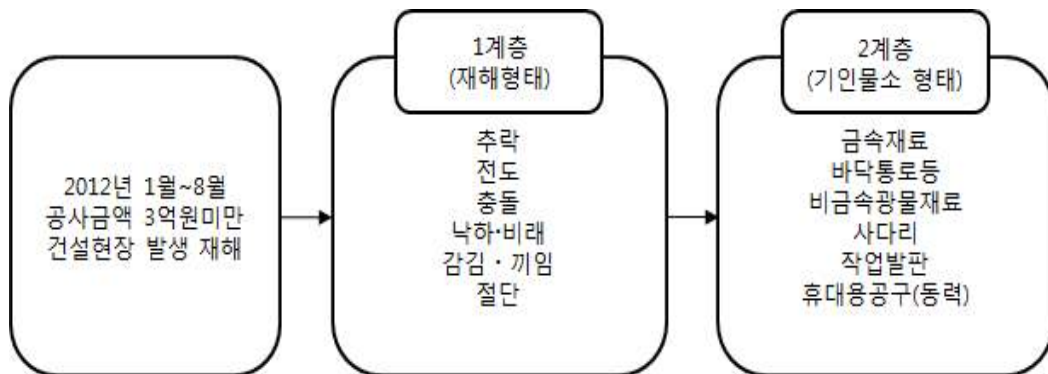 2012년 1월~8월
공사금액 3억원미만
건설현장 발생 재해
1계층
(재해형태)
추락
전도
충돌
낙하·비래
감김·끼임
절단
2계층
(기인물소 형태)
금속재료
바닥통로등
비금속광물재료
사다리
작업발판
휴대용공구(동력)